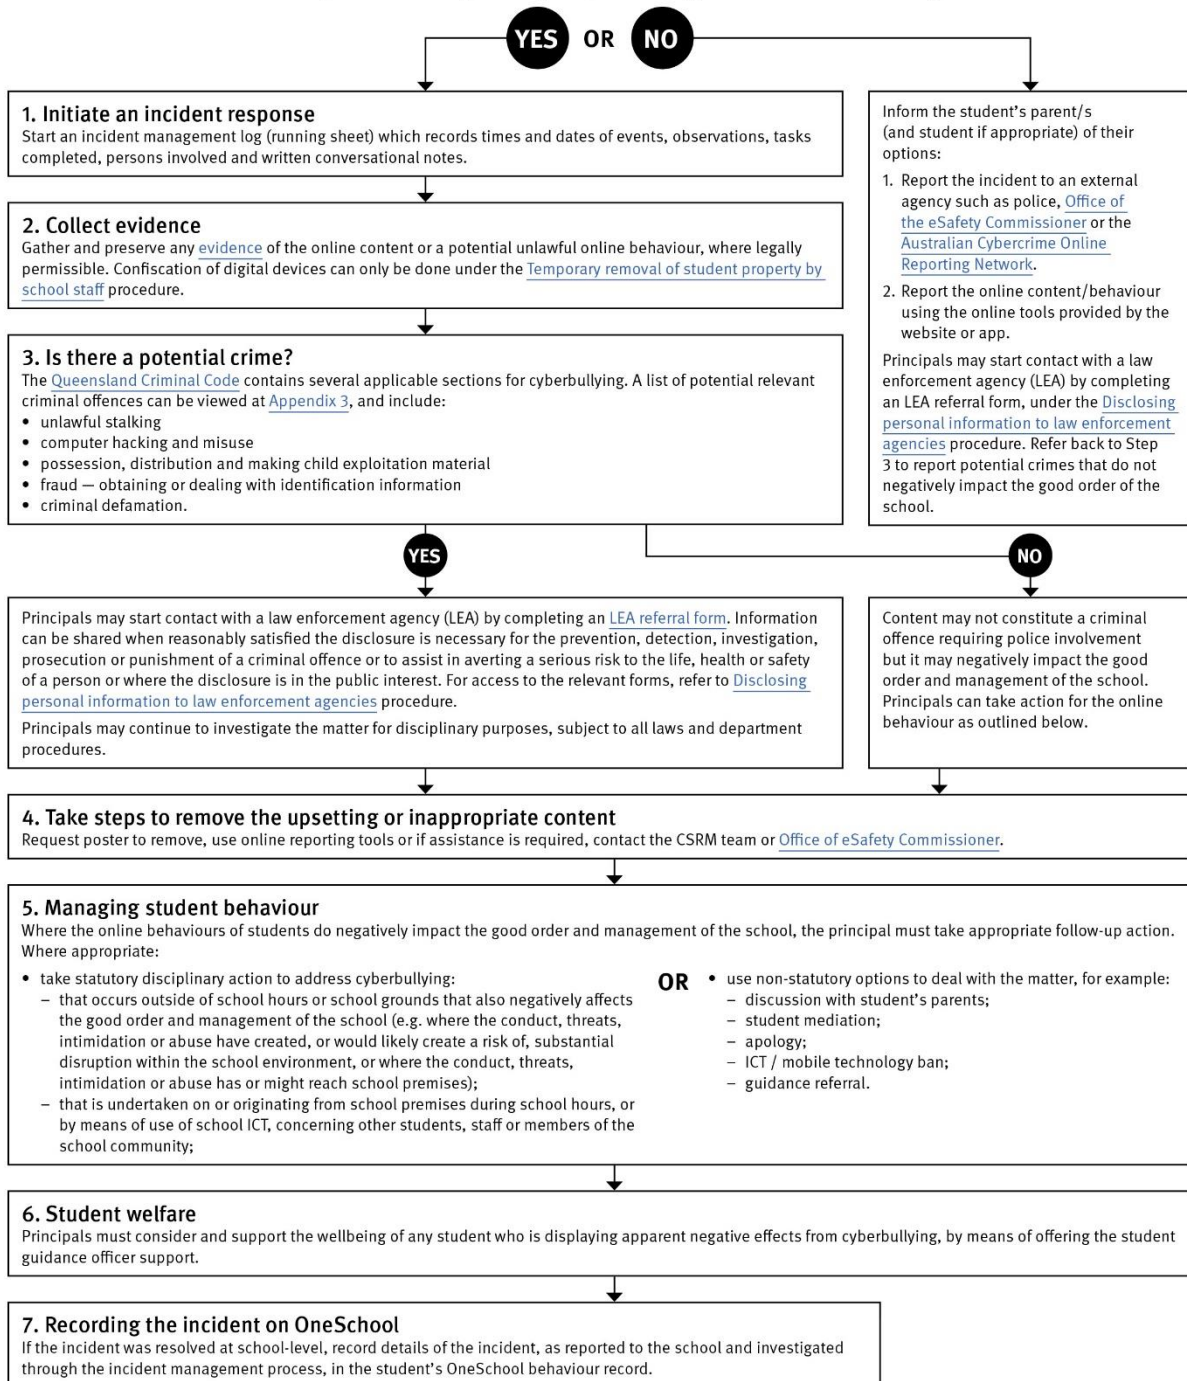 YES OR NO
1. Initiate an incident response
Start an incident management log (running sheet) which records times and dates of events, observations, tasks
completed, persons involved and written conversational notes.
2. Collect evidence
Gather and preserve any evidence of the online content or a potential unlawful online behaviour, where legally
permissible. Confiscation of digital devices can only be done under the Temporary removal of student property by
school staff procedure.
3. Is there a potential crime?
The Queensland Criminal Code contains several applicable sections for cyberbullying. A list of potential relevant
criminal offences can be viewed at Appendix 3, and include:
• unlawful stalking
• computer hacking and misuse
• possession, distribution and making child exploitation material
• fraud — obtaining or dealing with identification information
• criminal defamation.
Inform the student's parent/s
(and student if appropriate) of their
options:
1. Report the incident to an external
agency such as police, Office of
the eSafety Commissioner or the
Australian Cybercrime Online
Reporting Network.
2. Report the online content/behaviour
using the online tools provided by the
website or app.
Principals may start contact with a law
enforcement agency (LEA) by completing
an LEA referral form, under the Disclosing
personal information to law enforcement
agencies procedure. Refer back to Step
3 to report potential crimes that do not
negatively impact the good order of the
school.
YES
NO
Principals may start contact with a law enforcement agency (LEA) by completing an LEA referral form. Information
can be shared when reasonably satisfied the disclosure is necessary for the prevention, detection, investigation,
prosecution or punishment of a criminal offence or to assist in averting a serious risk to the life, health or safety
of a person or where the disclosure is in the public interest. For access to the relevant forms, refer to Disclosing
personal information to law enforcement agencies procedure.
Principals may continue to investigate the matter for disciplinary purposes, subject to all laws and department
procedures.
Content may not constitute a criminal
offence requiring police involvement
but it may negatively impact the good
order and management of the school.
Principals can take action for the online
behaviour as outlined below.
4. Take steps to remove the upsetting or inappropriate content
Request poster to remove, use online reporting tools or if assistance is required, contact the CSRM team or Office of eSafety Commissioner.
5. Managing student behaviour
Where the online behaviours of students do negatively impact the good order and management of the school, the principal must take appropriate follow-up action.
Where appropriate:
• take statutory disciplinary action to address cyberbullying:
– that occurs outside of school hours or school grounds that also negatively affects
the good order and management of the school (e.g. where the conduct, threats,
intimidation or abuse have created, or would likely create a risk of, substantial
disruption within the school environment, or where the conduct, threats,
intimidation or abuse has or might reach school premises);
– that is undertaken on or originating from school premises during school hours, or
by means of use of school ICT, concerning other students, staff or members of the
school community;
OR
• use non-statutory options to deal with the matter, for example:
– discussion with student's parents;
– student mediation;
– apology;
– ICT / mobile technology ban;
– guidance referral.
6. Student welfare
Principals must consider and support the wellbeing of any student who is displaying apparent negative effects from cyberbullying, by means of offering the student
guidance officer support.
7. Recording the incident on OneSchool
If the incident was resolved at school-level, record details of the incident, as reported to the school and investigated
through the incident management process, in the student's OneSchool behaviour record.